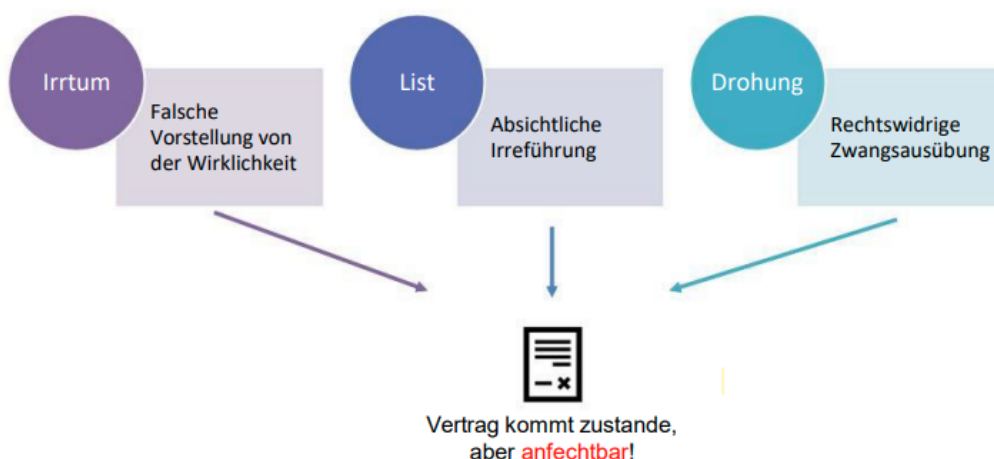 Irrtum
Falsche
Vorstellung von
der Wirklichkeit
List
Absichtliche
Irreführung
Drohung
Rechtswidrige
Zwangsausübung
Vertrag kommt zustande,
aber anfechtbar!